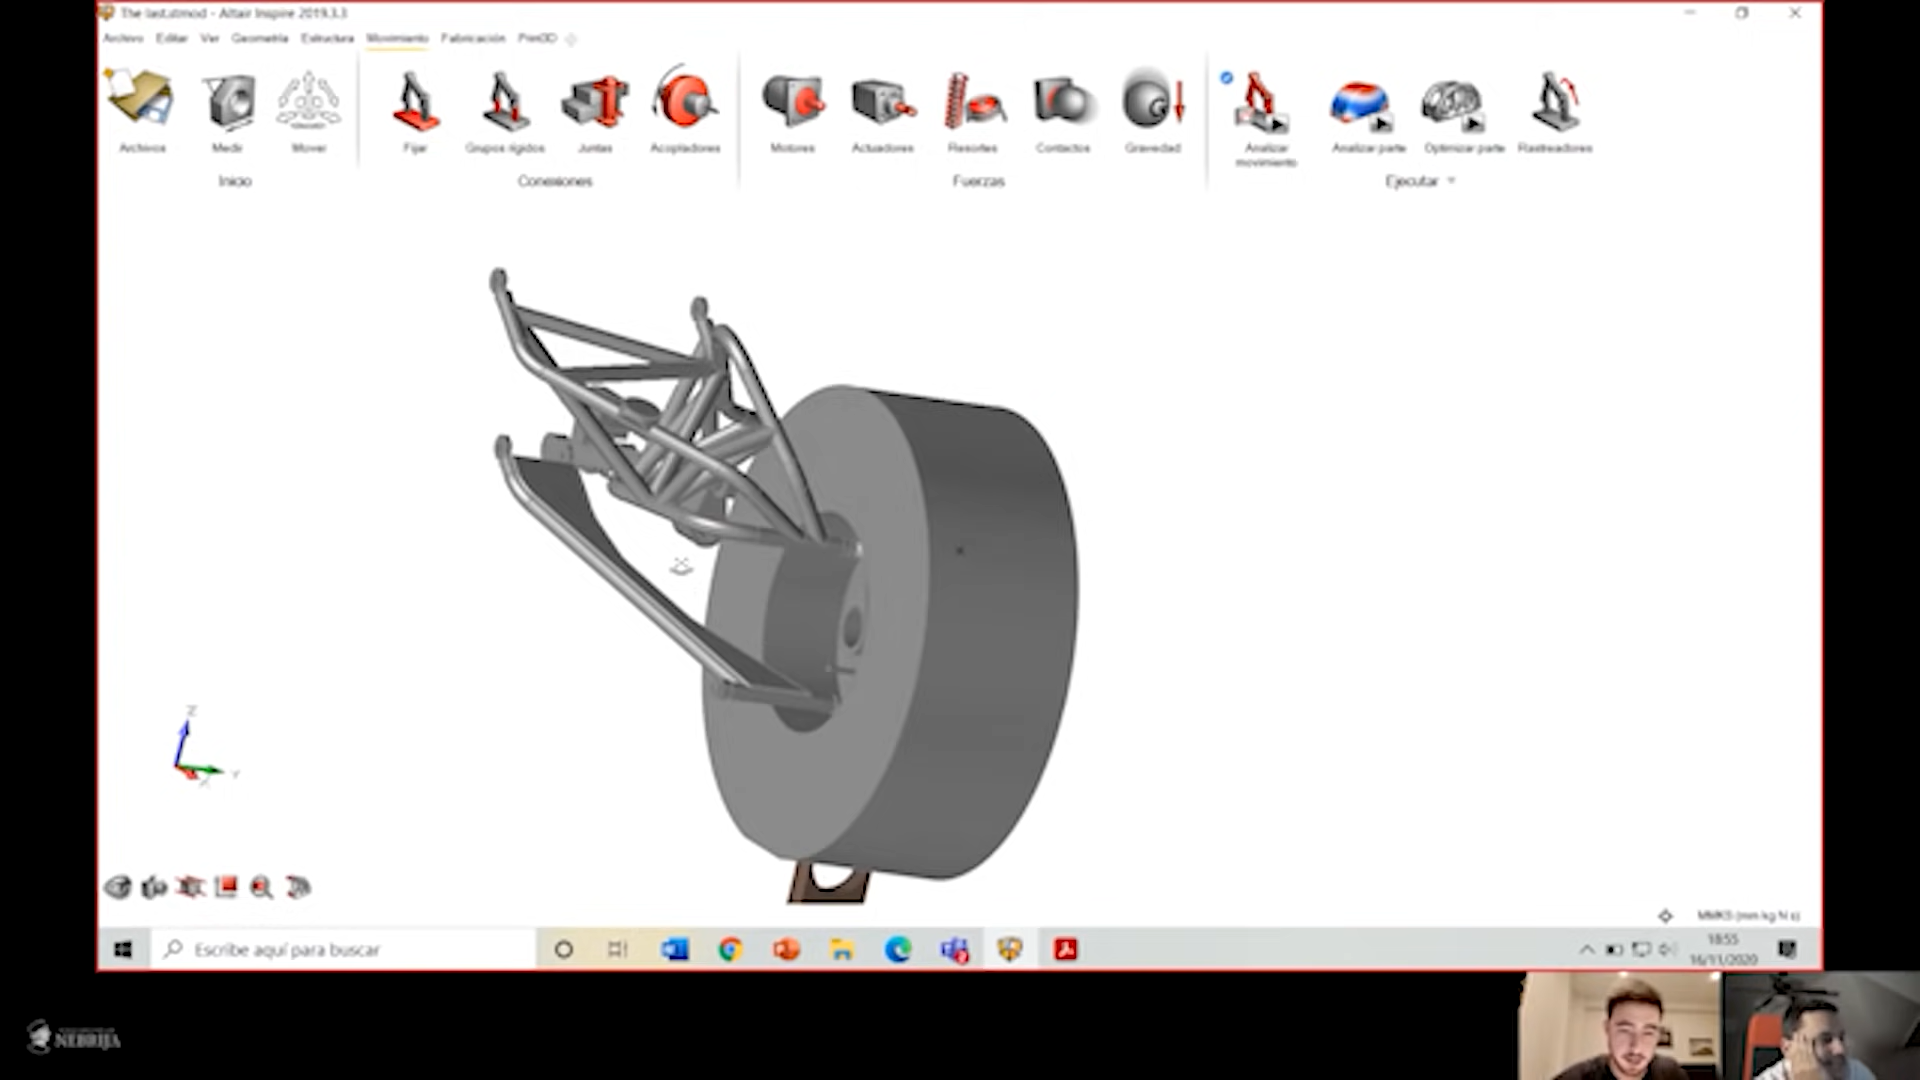 The last.stmod - Altair Inspire 2019.3.3
Archivo Editar Ver Geometría Estructura Movimiento Fabricación Print3D
Archivos Medir Mover Fijar Grupos rígidos Juntas Acopladores Motores Actuadores Resortes Contactos Gravedad Analizar movimiento Analizar parte Optimizar parte Rastreadores
Inicio Conexiones Fuerzas Ejecutar
Z
Y
X
MMKS (mm kg N s)
Escribe aquí para buscar
18:55
16/11/2020
NEBRIJA